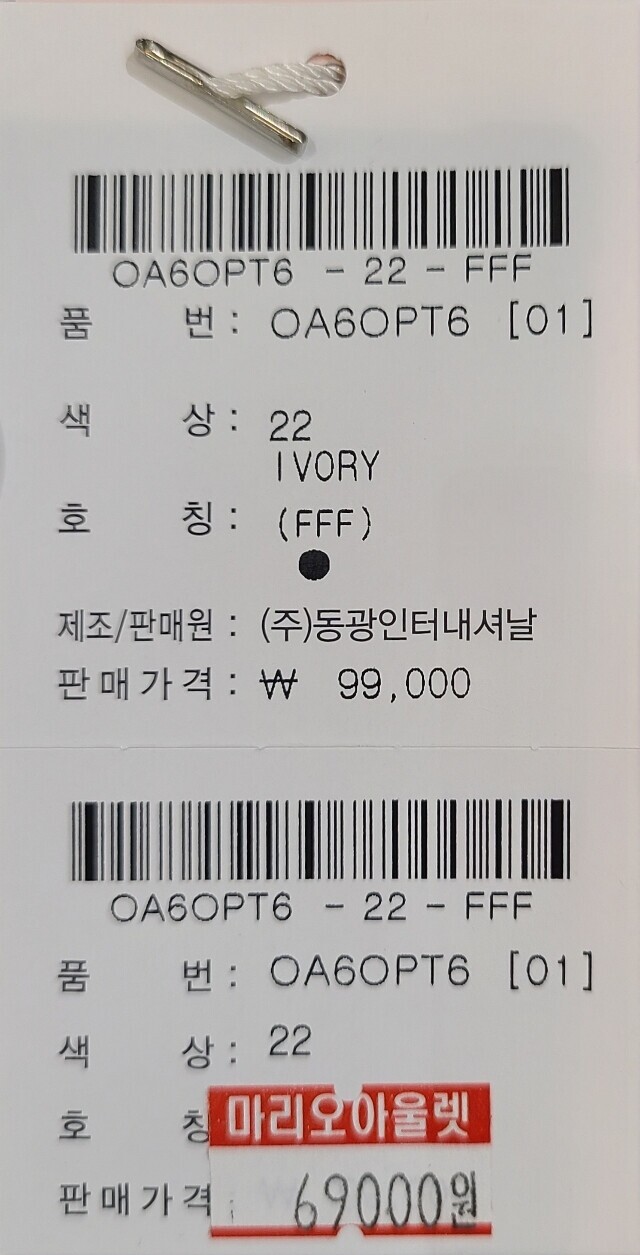 OA6OPT6 - 22 - FFF
품 번 : OA6OPT6 [01]
색 상 : 22
IVORY
호 칭 : (FFF)
제조/판매원 : (주)동광인터내셔날
판매가격 : ₩ 99,000
OA6OPT6 - 22 - FFF
품 번 : OA6OPT6 [01]
색 상 : 22
호 칭 마리오아울렛
판매가격 : 69000원